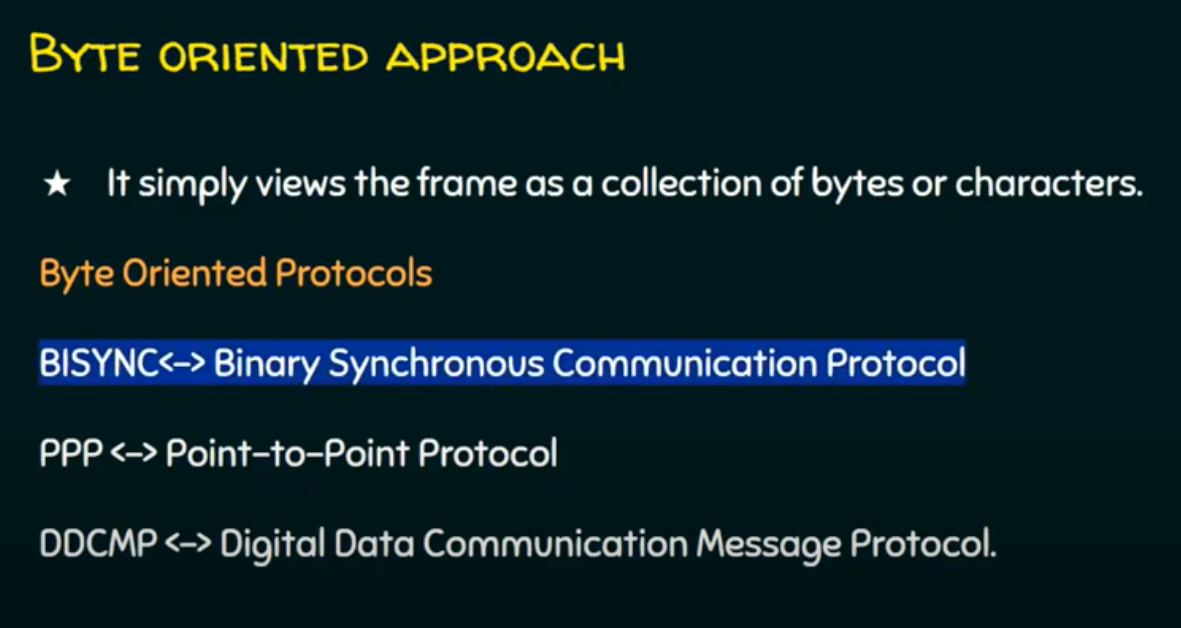 BYTE ORIENTED APPROACH
★ It simply views the frame as a collection of bytes or characters.
Byte Oriented Protocols
BISYNC<–> Binary Synchronous Communication Protocol
PPP <–> Point–to–Point Protocol
DDCMP <–> Digital Data Communication Message Protocol.